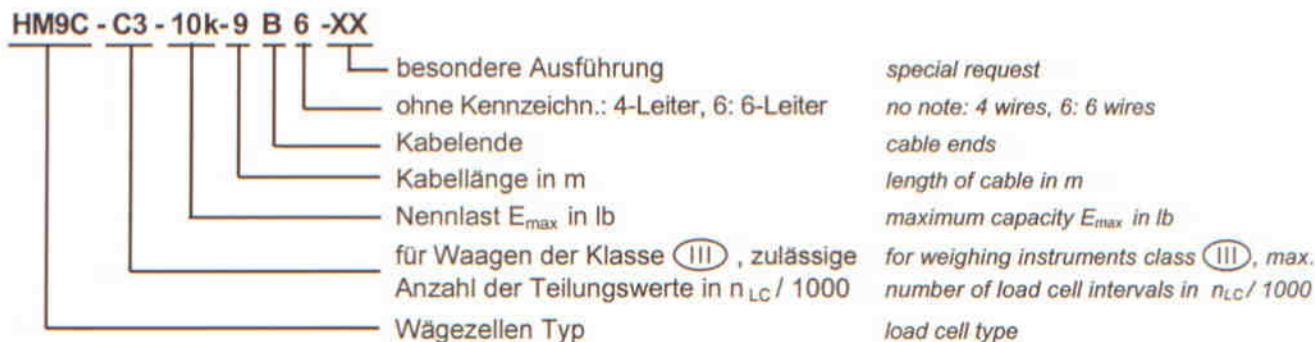 HM9C - C3 - 10k- 9 B 6 -XX
besondere Ausführung special request
ohne Kennzeichn.: 4-Leiter, 6: 6-Leiter no note: 4 wires, 6: 6 wires
Kabelende cable ends
Kabellänge in m length of cable in m
Nennlast Emax in lb maximum capacity Emax in lb
für Waagen der Klasse III , zulässige for weighing instruments class III, max.
Anzahl der Teilungswerte in n LC / 1000 number of load cell intervals in nLC / 1000
Wägezellen Typ load cell type